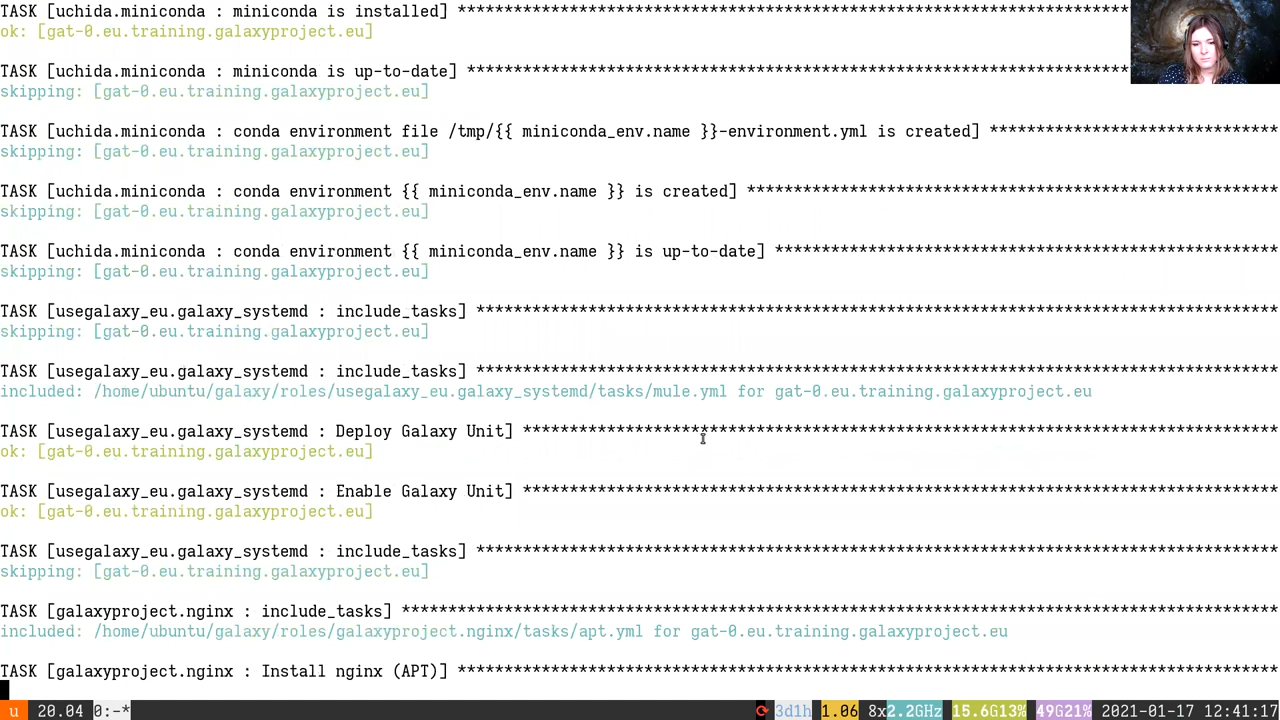 TASK [uchida.miniconda : miniconda is installed] ************************************************************************
ok: [gat-0.eu.training.galaxyproject.eu]
TASK [uchida.miniconda : miniconda is up-to-date] ***********************************************************************
skipping: [gat-0.eu.training.galaxyproject.eu]
TASK [uchida.miniconda : conda environment file /tmp/{{ miniconda_env.name }}-environment.yml is created] *******************************
skipping: [gat-0.eu.training.galaxyproject.eu]
TASK [uchida.miniconda : conda environment {{ miniconda_env.name }} is created] *********************************************************
skipping: [gat-0.eu.training.galaxyproject.eu]
TASK [uchida.miniconda : conda environment {{ miniconda_env.name }} is up-to-date] ******************************************************
skipping: [gat-0.eu.training.galaxyproject.eu]
TASK [usegalaxy_eu.galaxy_systemd : include_tasks] **************************************************************************************
skipping: [gat-0.eu.training.galaxyproject.eu]
TASK [usegalaxy_eu.galaxy_systemd : include_tasks] **************************************************************************************
included: /home/ubuntu/galaxy/roles/usegalaxy_eu.galaxy_systemd/tasks/mule.yml for gat-0.eu.training.galaxyproject.eu
TASK [usegalaxy_eu.galaxy_systemd : Deploy Galaxy Unit] *********************************************************************************
ok: [gat-0.eu.training.galaxyproject.eu]
TASK [usegalaxy_eu.galaxy_systemd : Enable Galaxy Unit] *********************************************************************************
ok: [gat-0.eu.training.galaxyproject.eu]
TASK [usegalaxy_eu.galaxy_systemd : include_tasks] **************************************************************************************
skipping: [gat-0.eu.training.galaxyproject.eu]
TASK [galaxyproject.nginx : include_tasks] **********************************************************************************************
included: /home/ubuntu/galaxy/roles/galaxyproject.nginx/tasks/apt.yml for gat-0.eu.training.galaxyproject.eu
TASK [galaxyproject.nginx : Install nginx (APT)] ****************************************************************************************
u 20.04 0:-* 3d1h 1.06 8x2.2GHz 15.6G13% 49G21% 2021-01-17 12:41:17